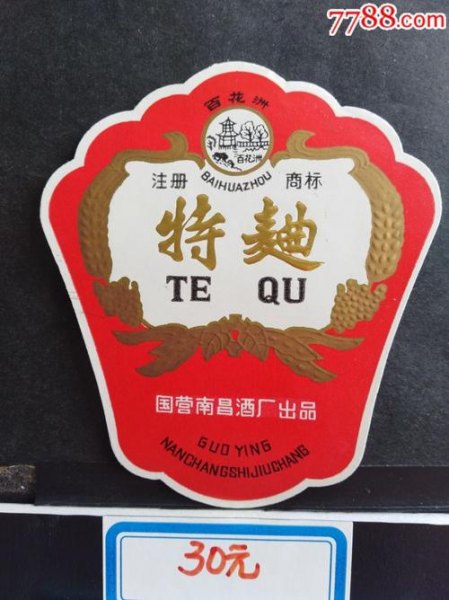 7788.com
百花洲
百花洲
BAIHUAZHOU
注册 商标
特麯
TE QU
国营南昌酒厂出品
GUO YING
NANCHANGSHIJIUCHANG
30元